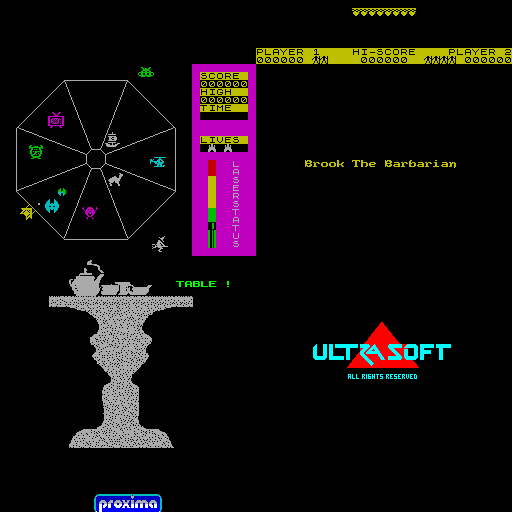 PLAYER 1 HI-SCORE PLAYER 2
000000 000000 000000
SCORE
000000
HIGH
000000
TIME
LIVES
LASERSTATUS
Brook The Barbarian
TABLE !
ULTRASOFT
ALL RIGHTS RESERVED
proxima